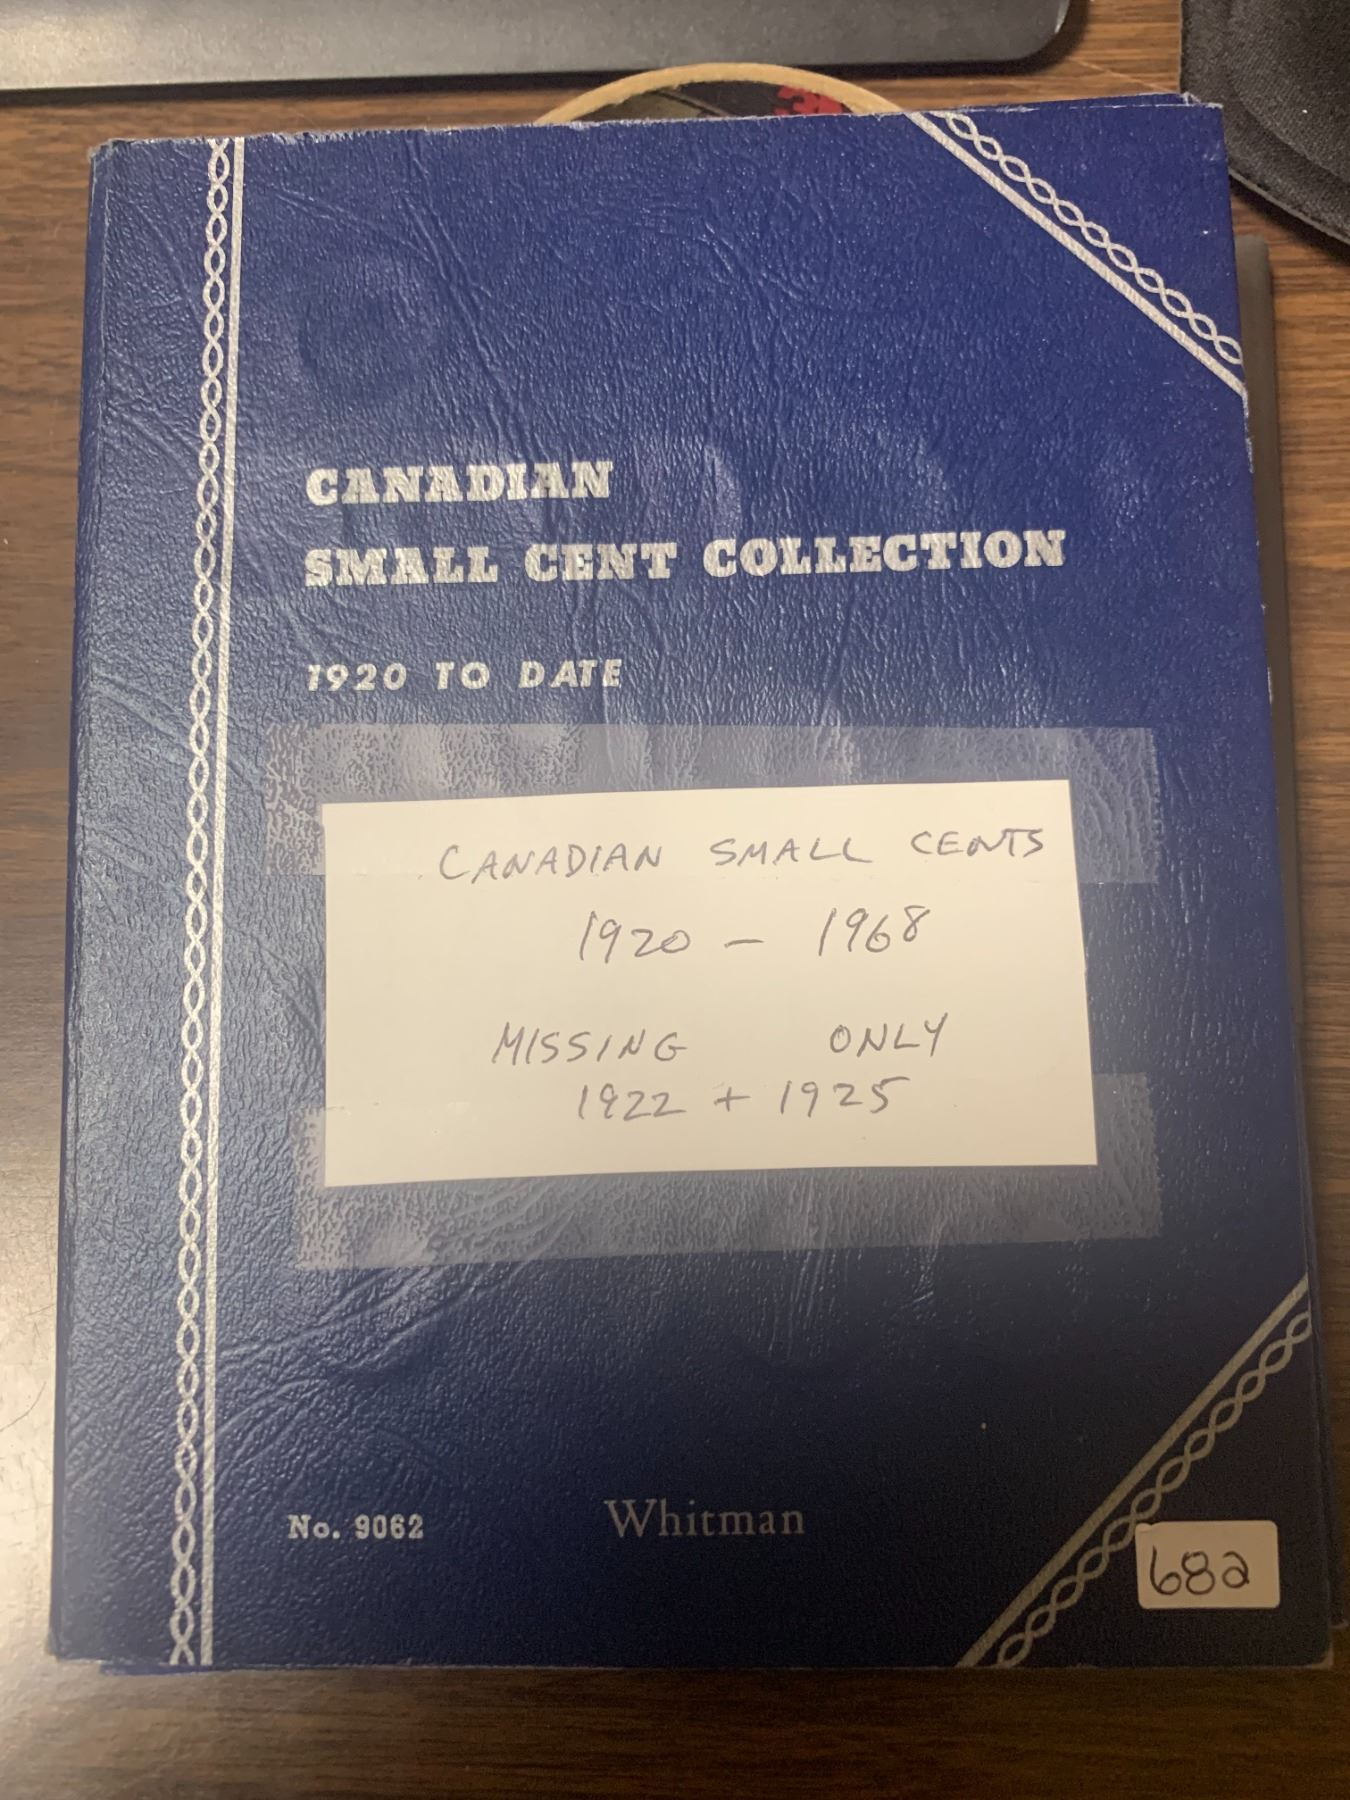 CANADIAN
SMALL CENT COLLECTION
1920 TO DATE
CANADIAN SMALL CENTS
1920 - 1968
MISSING ONLY
1922 + 1925
No. 9062 Whitman
682